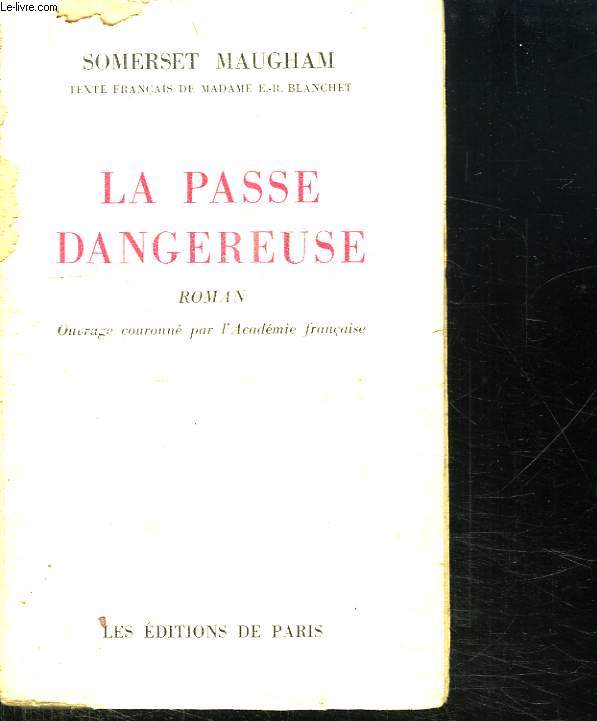 Le-livre.com
SOMERSET MAUGHAM
TEXTE FRANÇAIS DE MADAME E.-R. BLANCHET
LA PASSE
DANGEREUSE
ROMAN
Ouvrage couronné par l'Académie française
LES ÉDITIONS DE PARIS